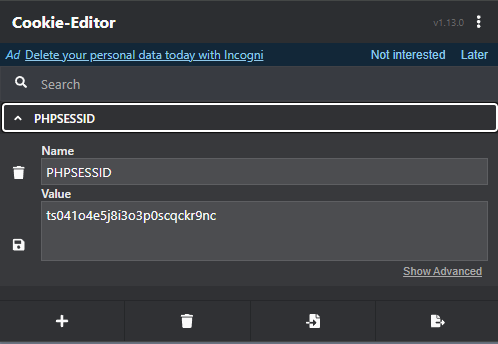 Cookie-Editor v1.13.0
Ad Delete your personal data today with Incogni Not interested Later
Search
PHPSESSID
Name
PHPSESSID
Value
ts041o4e5j8i3o3p0scqckr9nc
Show Advanced